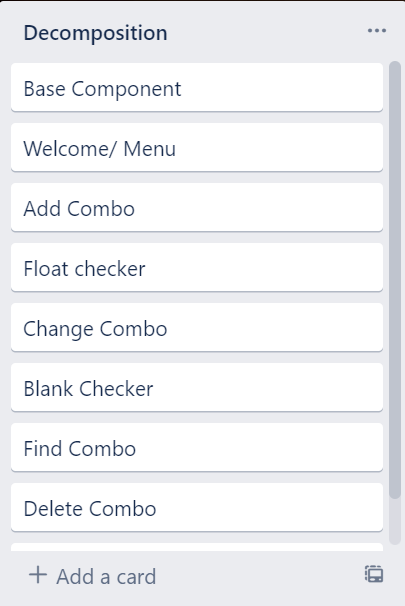 Decomposition
Base Component
Welcome/ Menu
Add Combo
Float checker
Change Combo
Blank Checker
Find Combo
Delete Combo
Add a card